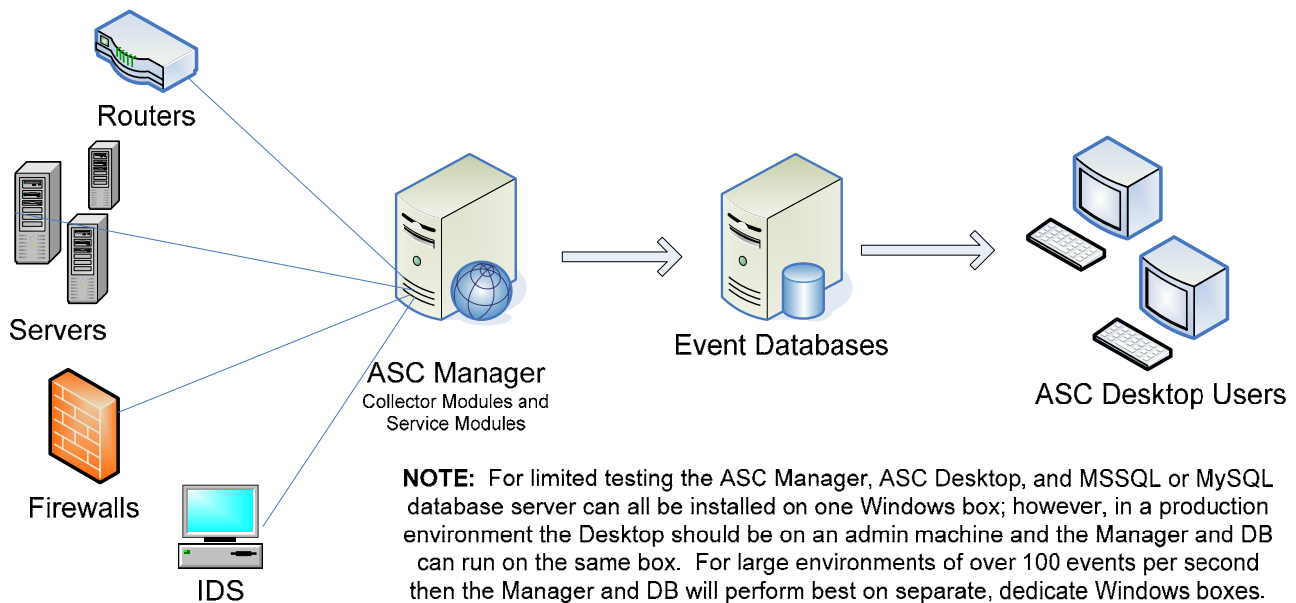 Routers
Servers
Firewalls
IDS
ASC Manager
Collector Modules and
Service Modules
Event Databases
ASC Desktop Users
NOTE: For limited testing the ASC Manager, ASC Desktop, and MSSQL or MySQL
database server can all be installed on one Windows box; however, in a production
environment the Desktop should be on an admin machine and the Manager and DB
can run on the same box. For large environments of over 100 events per second
then the Manager and DB will perform best on separate, dedicate Windows boxes.